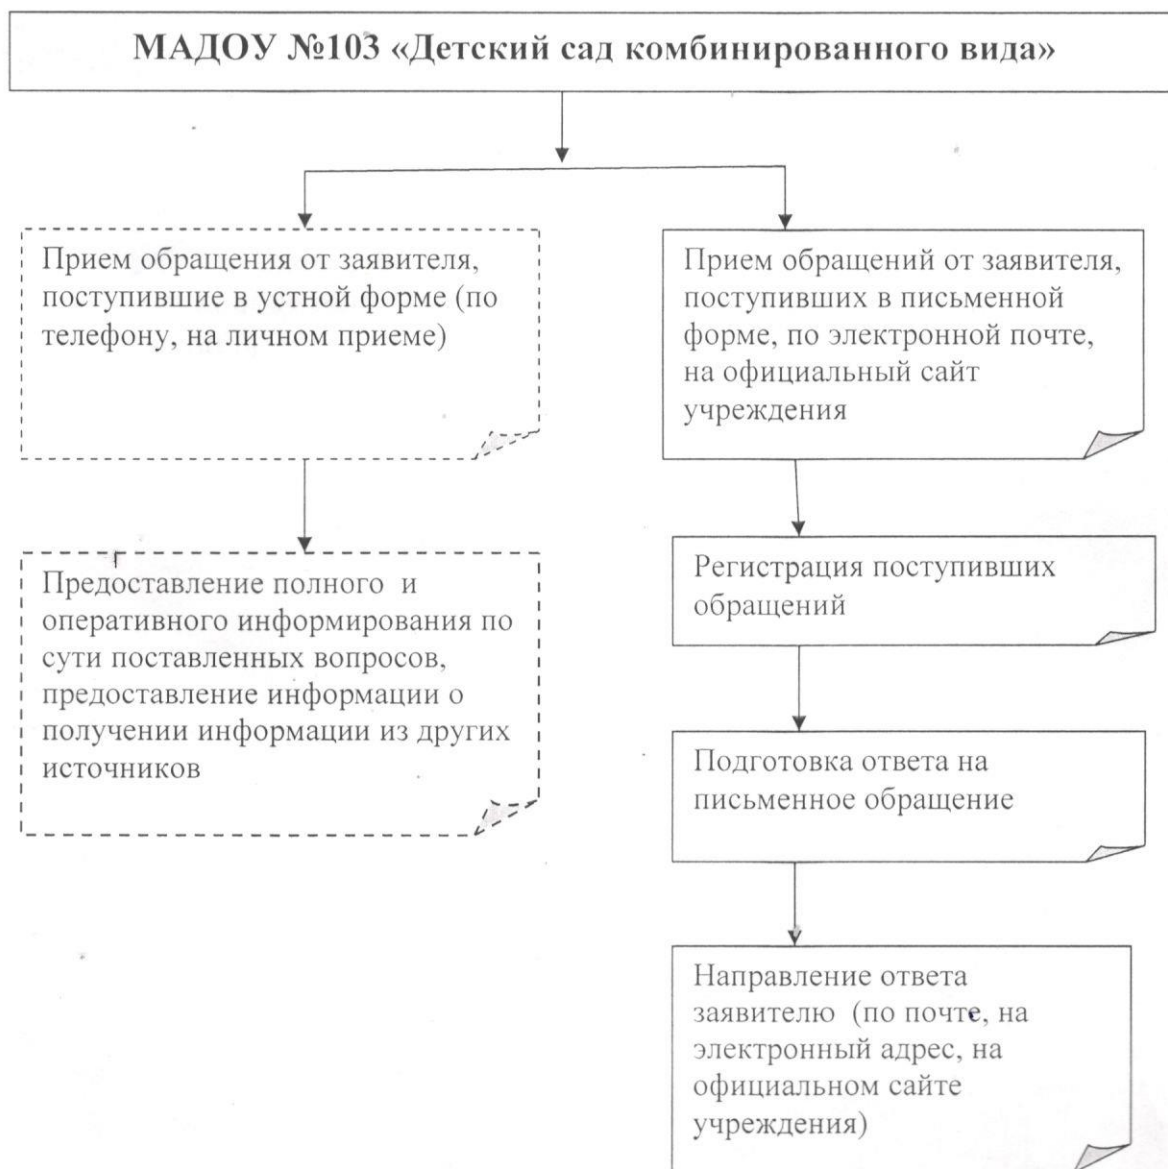 МАДОУ №103 «Детский сад комбинированного вида»
Прием обращения от заявителя,
поступившие в устной форме (по
телефону, на личном приеме)
Предоставление полного и
оперативного информирования по
сути поставленных вопросов,
предоставление информации о
получении информации из других
источников
Прием обращений от заявителя,
поступивших в письменной
форме, по электронной почте,
на официальный сайт
учреждения
Регистрация поступивших
обращений
Подготовка ответа на
письменное обращение
Направление ответа
заявителю (по почте, на
электронный адрес, на
официальном сайте
учреждения)